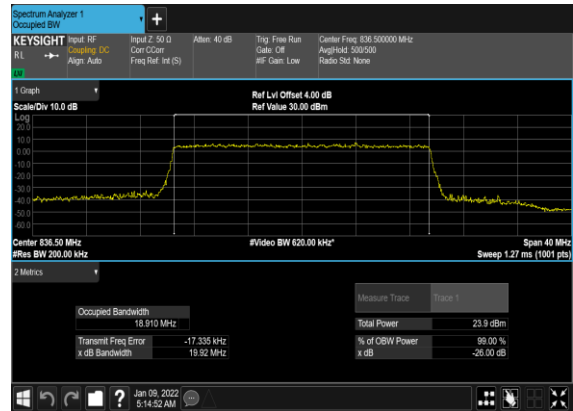 Spectrum Analyzer 1
Occupied BW
+
KEYSIGHT Input: RF Input Z: 50 Ω Atten: 40 dB Trig: Free Run Center Freq: 836.500000 MHz
RL Coupling: DC Corr CCorr Gate: Off Avg|Hold: 500/500
Align: Auto Freq Ref: Int (S) #IF Gain: Low Radio Std: None
1 Graph
Ref Lvl Offset 4.00 dB
Scale/Div 10.0 dB Ref Value 30.00 dBm
Log
20.0
10.0
0.00
-10.0
-20.0
-30.0
-40.0
-50.0
-60.0
Center 836.50 MHz #Video BW 620.00 kHz* Span 40 MHz
#Res BW 200.00 kHz Sweep 1.27 ms (1001 pts)
2 Metrics
Measure Trace Trace 1
Occupied Bandwidth
18.910 MHz Total Power 23.9 dBm
Transmit Freq Error -17.335 kHz % of OBW Power 99.00 %
x dB Bandwidth 19.92 MHz x dB -26.00 dB
? Jan 09, 2022
5:14:52 AM